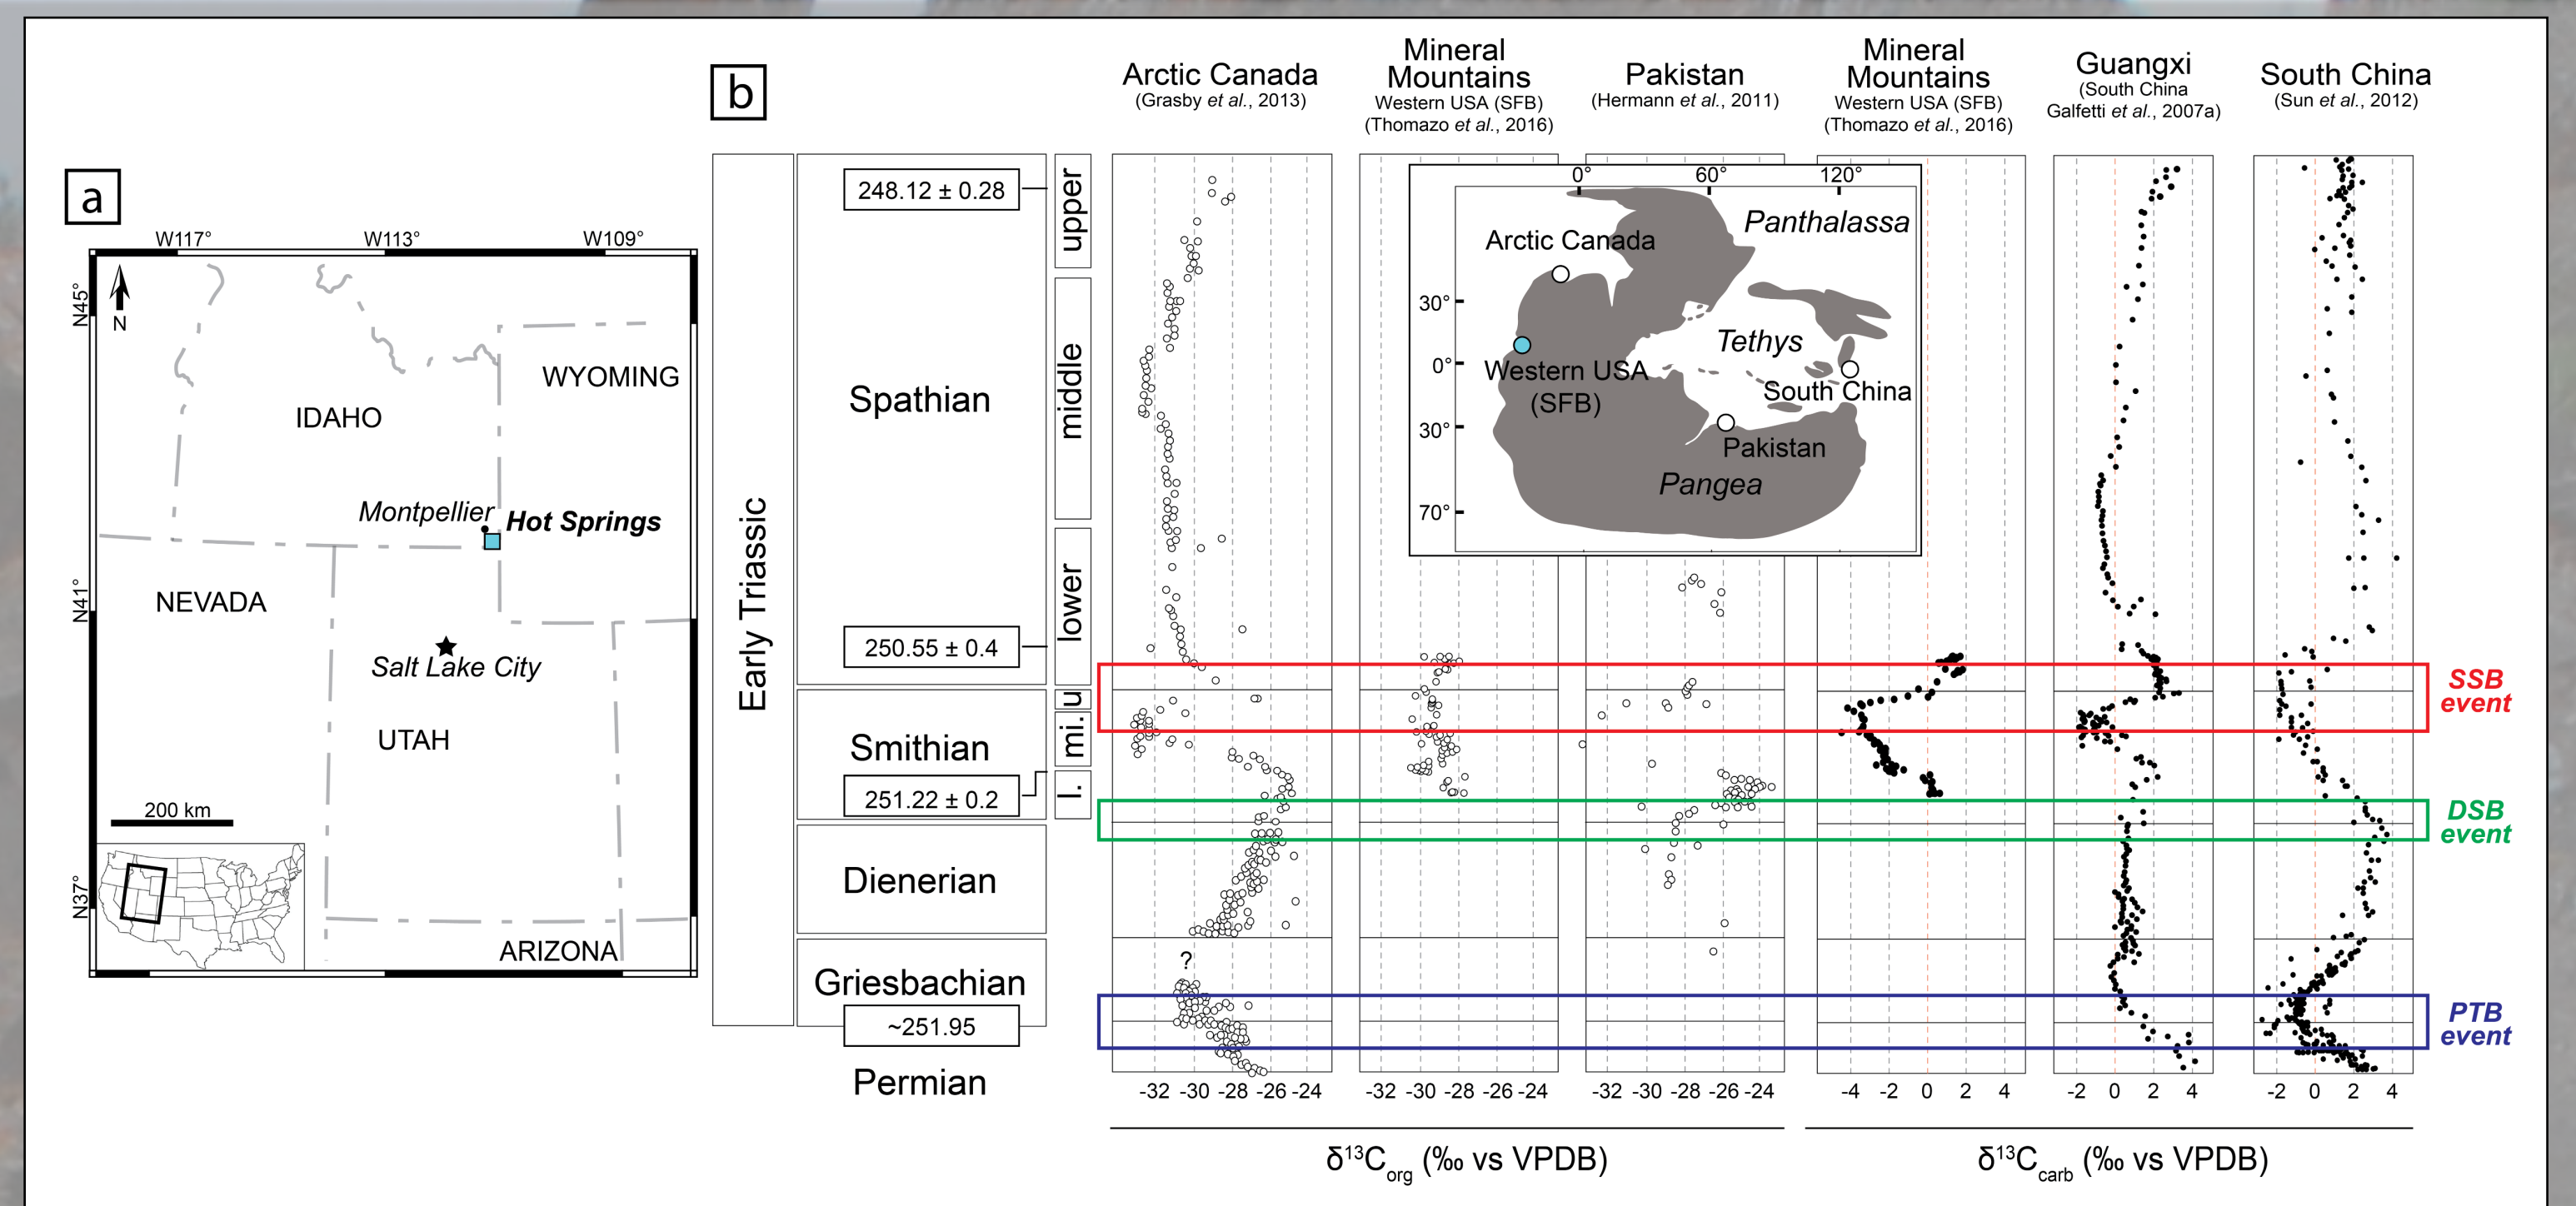 a
W117°
W113°
W109°
N45°
N41°
N37°
N
IDAHO
WYOMING
Montpellier
Hot Springs
NEVADA
Salt Lake City
UTAH
200 km
ARIZONA
b
Arctic Canada
(Grasby et al., 2013)
Mineral
Mountains
Western USA (SFB)
(Thomazo et al., 2016)
Pakistan
(Hermann et al., 2011)
Mineral
Mountains
Western USA (SFB)
(Thomazo et al., 2016)
Guangxi
(South China
Galfetti et al., 2007a)
South China
(Sun et al., 2012)
Early Triassic
248.12 ± 0.28
Spathian
250.55 ± 0.4
Smithian
251.22 ± 0.2
Dienerian
Griesbachian
~251.95
Permian
upper
middle
lower
u
mi.
l.
?
0° 60° 120°
Panthalassa
Arctic Canada
30°
Tethys
0°
Western USA
(SFB)
South China
30°
Pakistan
Pangea
70°
SSB
event
DSB
event
PTB
event
-32 -30 -28 -26 -24
-32 -30 -28 -26 -24
-32 -30 -28 -26 -24
-4 -2 0 2 4
-2 0 2 4
-2 0 2 4
δ13Corg (‰ vs VPDB)
δ13Ccarb (‰ vs VPDB)